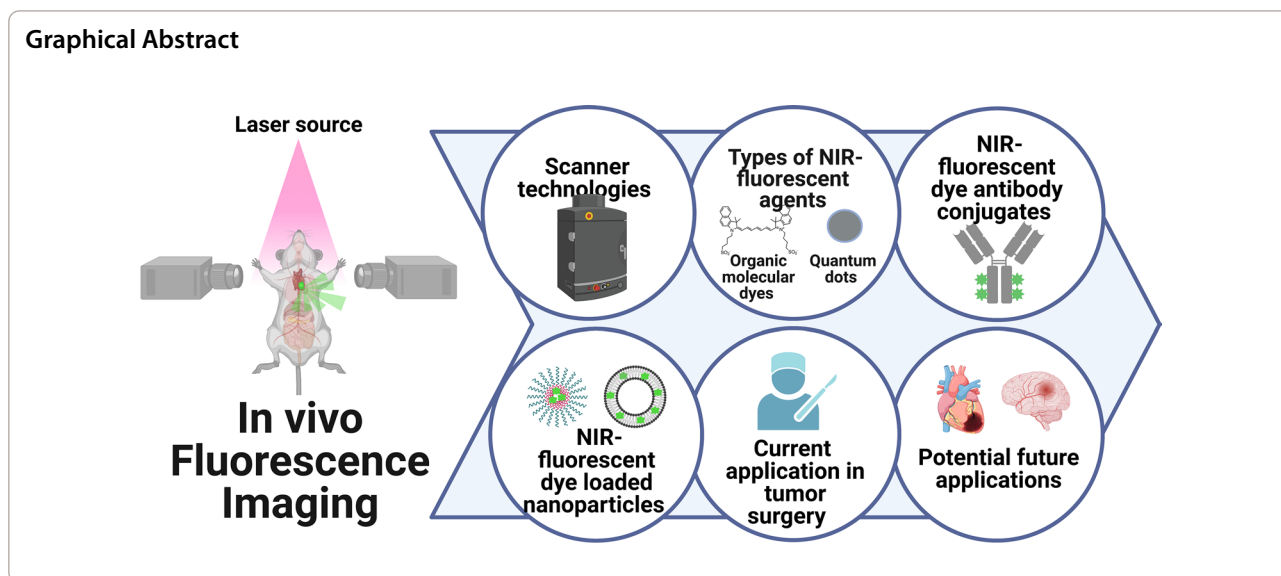 Graphical Abstract
Laser source
In vivo
Fluorescence
Imaging
Scanner
technologies
Types of NIR-
fluorescent
agents
Organic
molecular
dyes
Quantum
dots
NIR-
fluorescent
dye antibody
conjugates
NIR-
fluorescent
dye loaded
nanoparticles
Current
application in
tumor
surgery
Potential future
applications